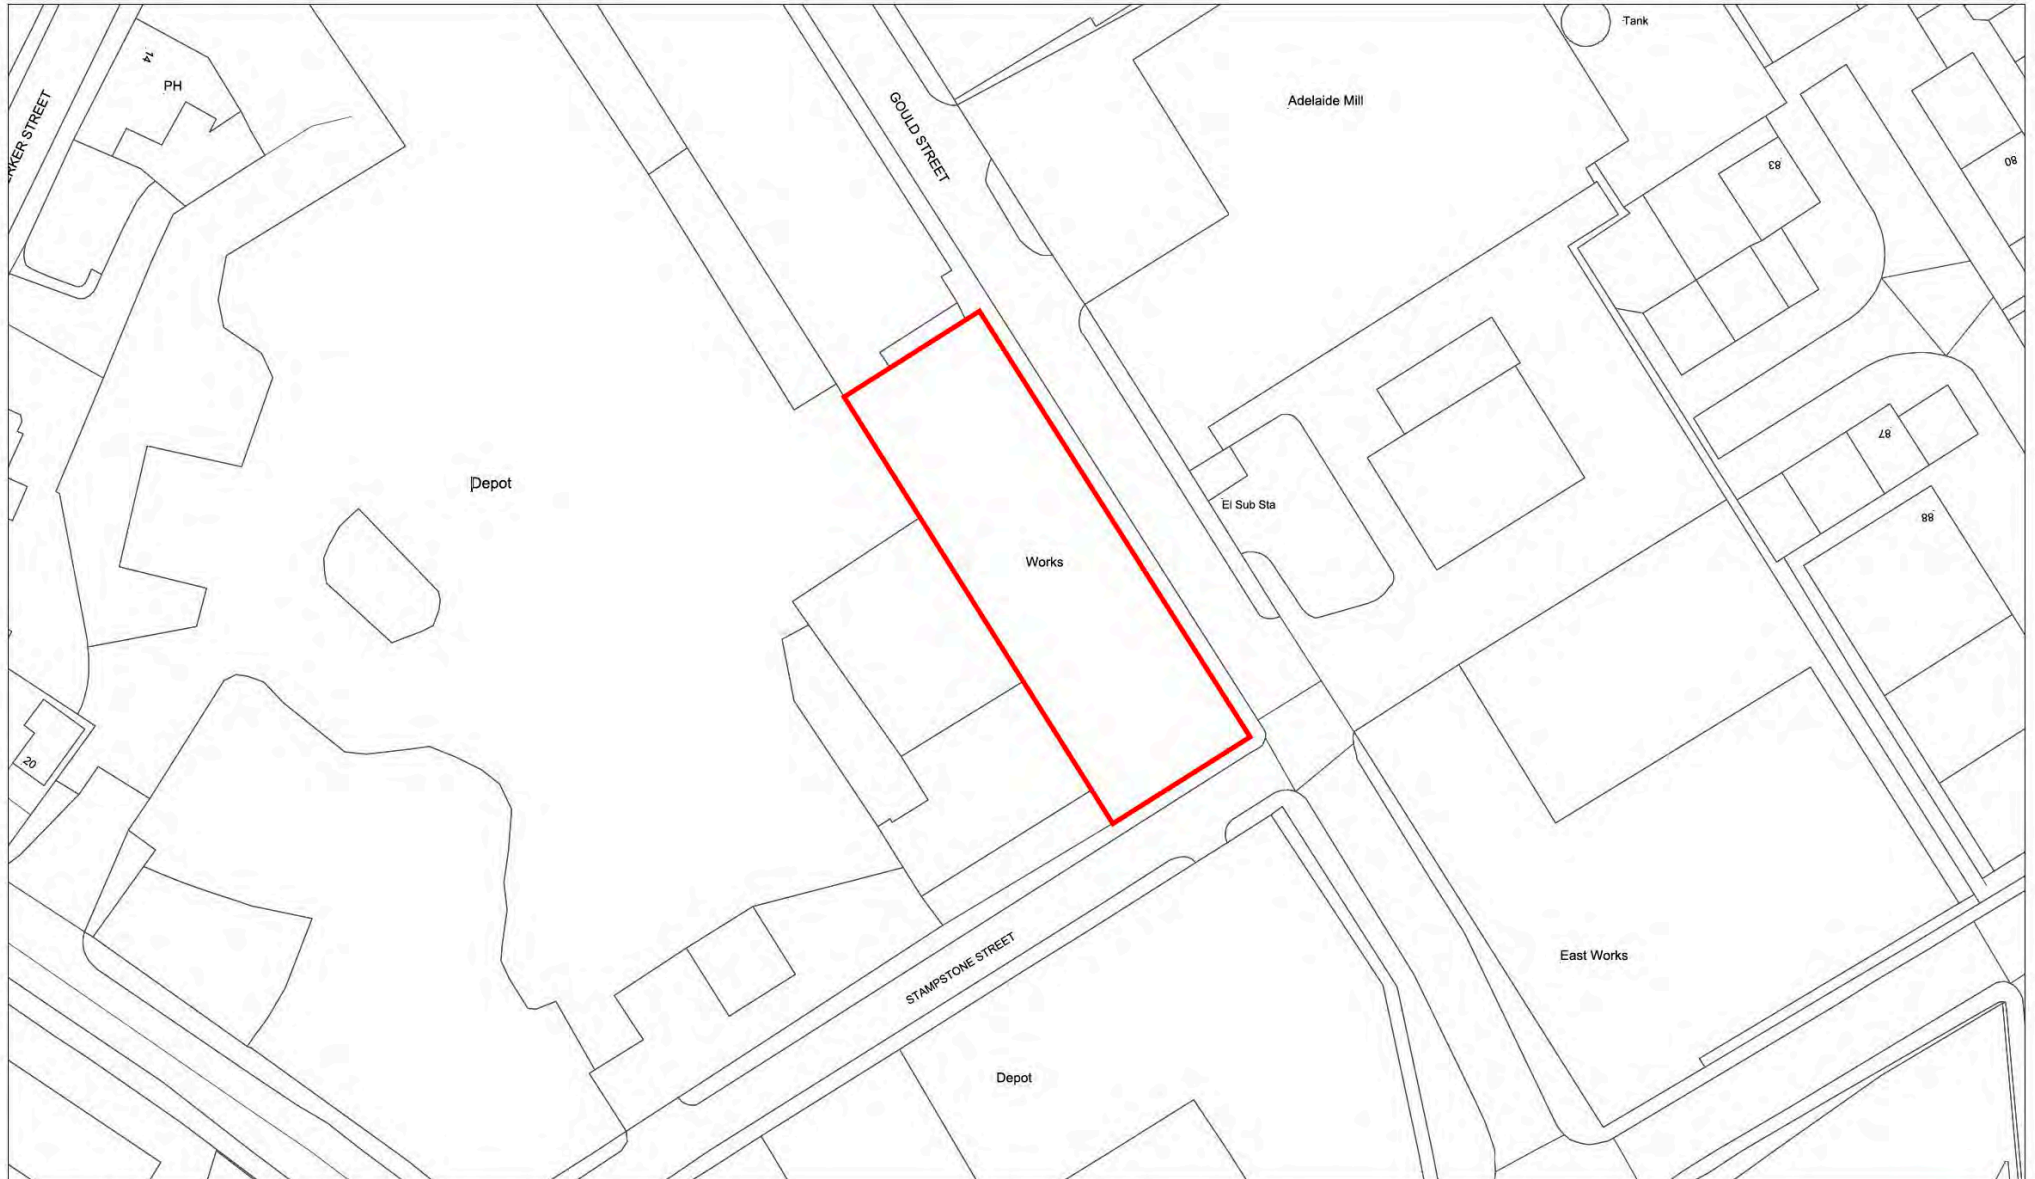 Tank
14
PH
Adelaide Mill
GOULD STREET
RKER STREET
83
80
87
Depot
El Sub Sta
88
Works
20
East Works
STAMPSTONE STREET
Depot